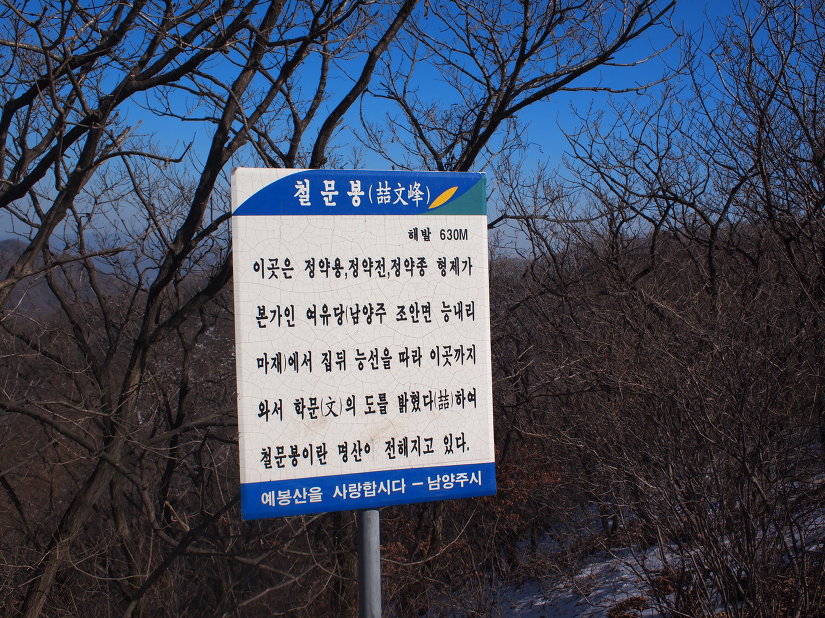 철문봉(喆文峰)
해발 630M
이곳은 정약용,정약전,정약종 형제가
본가인 여유당(남양주 조안면 능내리
마재)에서 집뒤 능선을 따라 이곳까지
와서 학문(文)의 도를 밝혔다(喆)하여
철문봉이란 명산이 전해지고 있다.
예봉산을 사랑합시다 - 남양주시